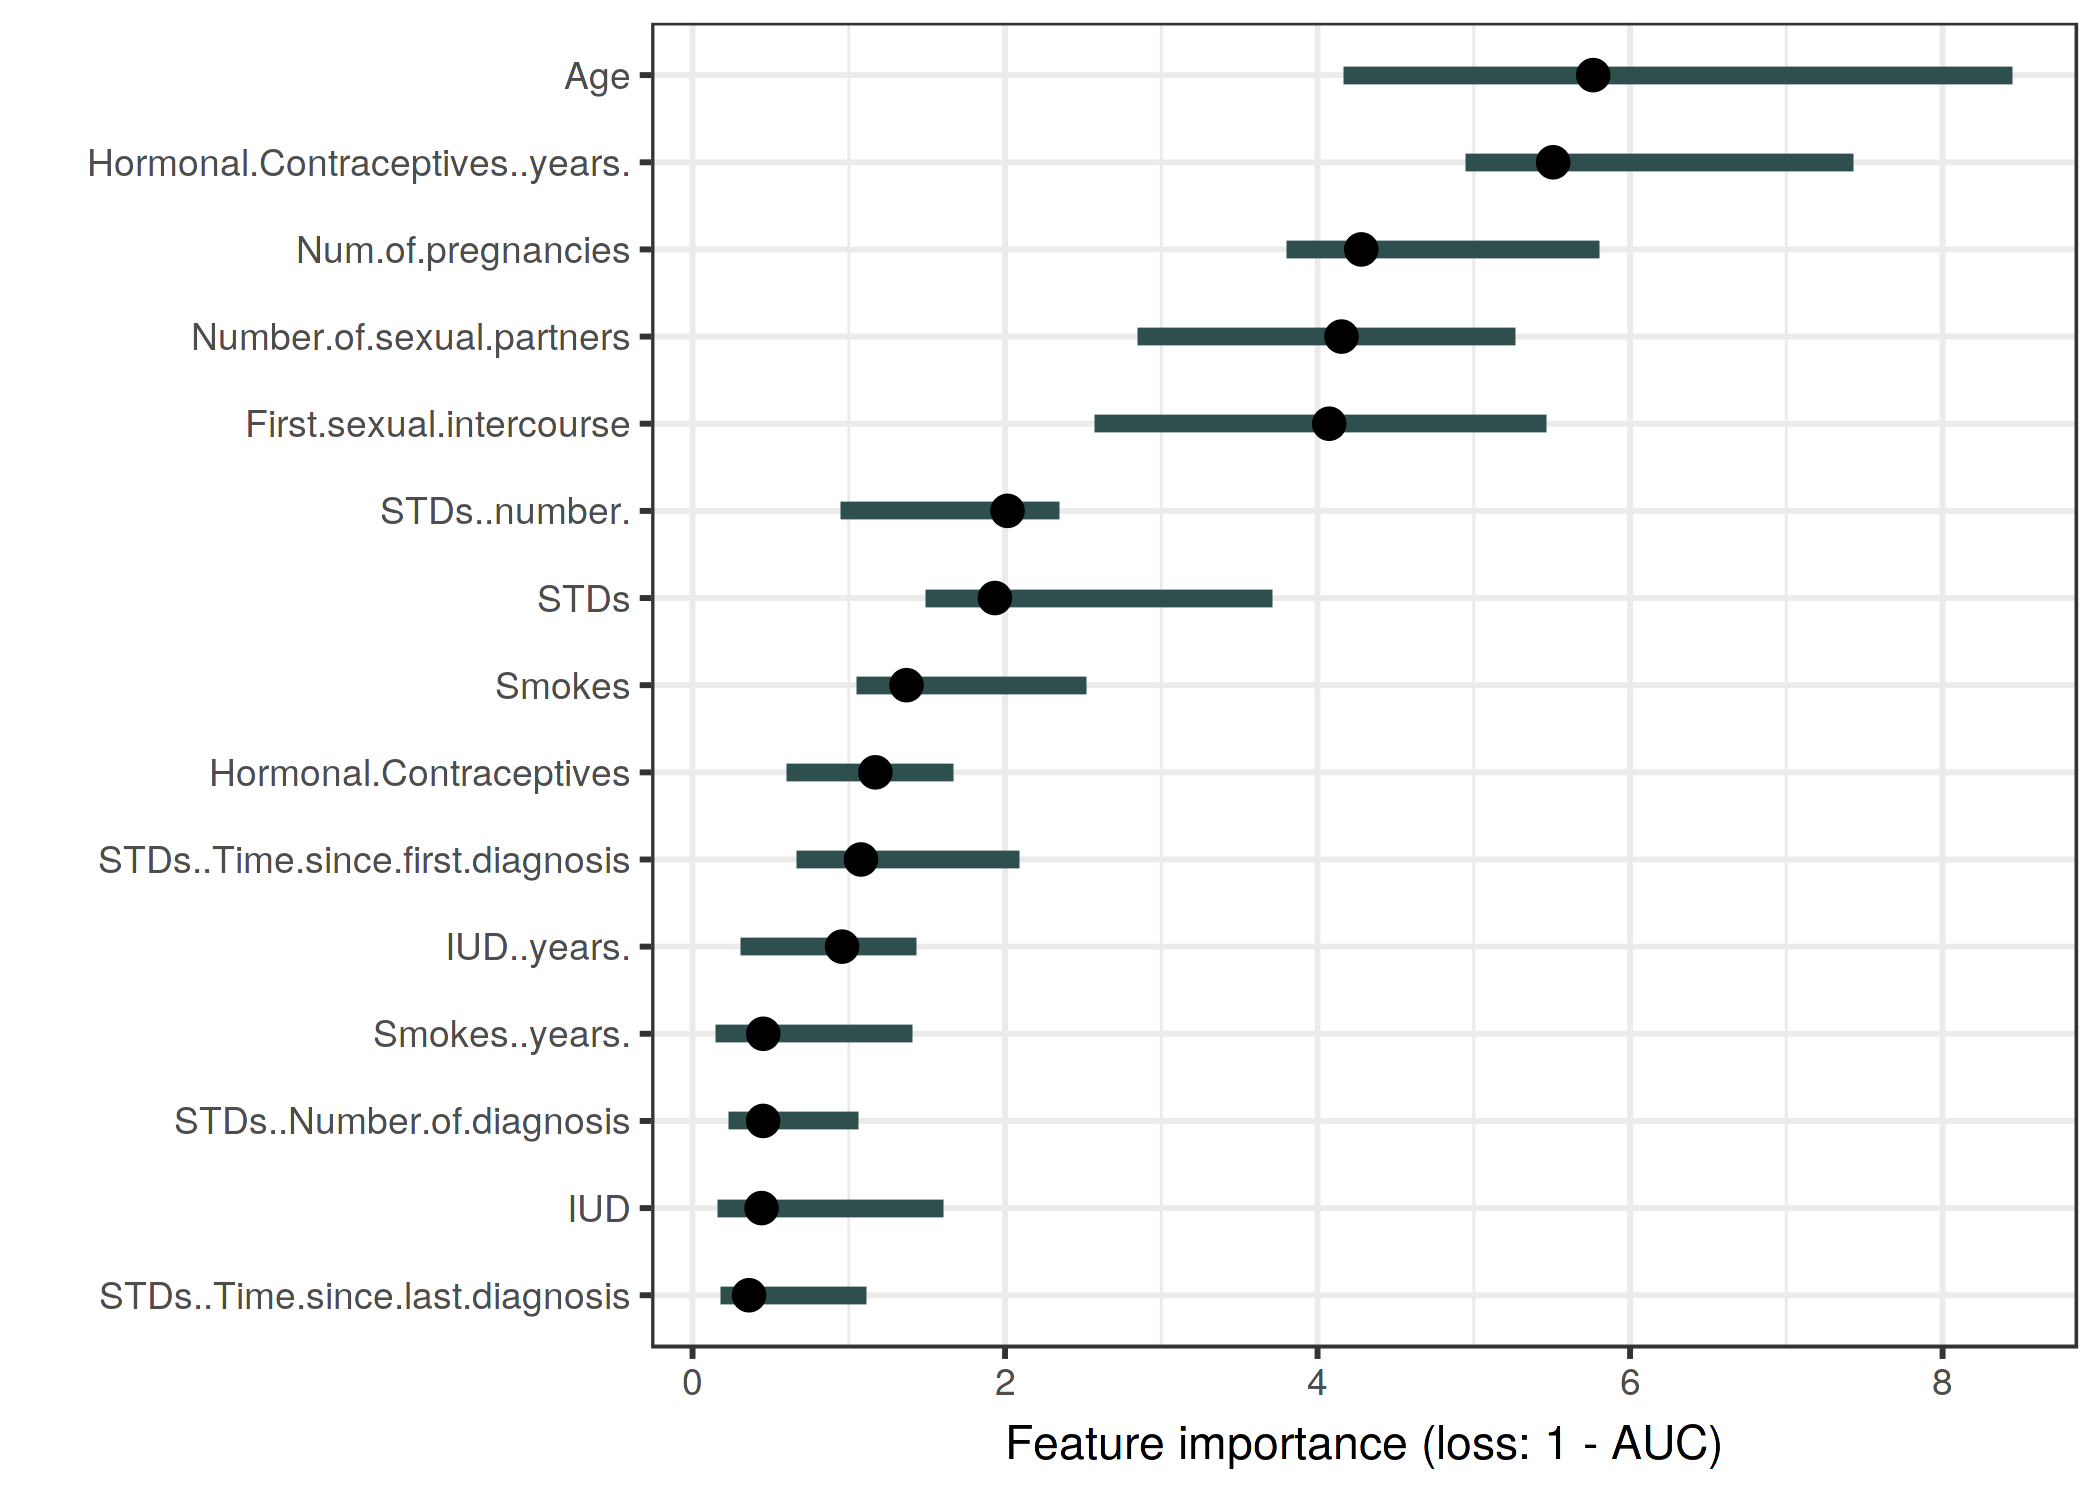 Age
Hormonal.Contraceptives..years.
Num.of.pregnancies
Number.of.sexual.partners
First.sexual.intercourse
STDs..number.
STDs
Smokes
Hormonal.Contraceptives
STDs..Time.since.first.diagnosis
IUD..years.
Smokes..years.
STDs..Number.of.diagnosis
IUD
STDs..Time.since.last.diagnosis
0 2 4 6 8
Feature importance (loss: 1 - AUC)